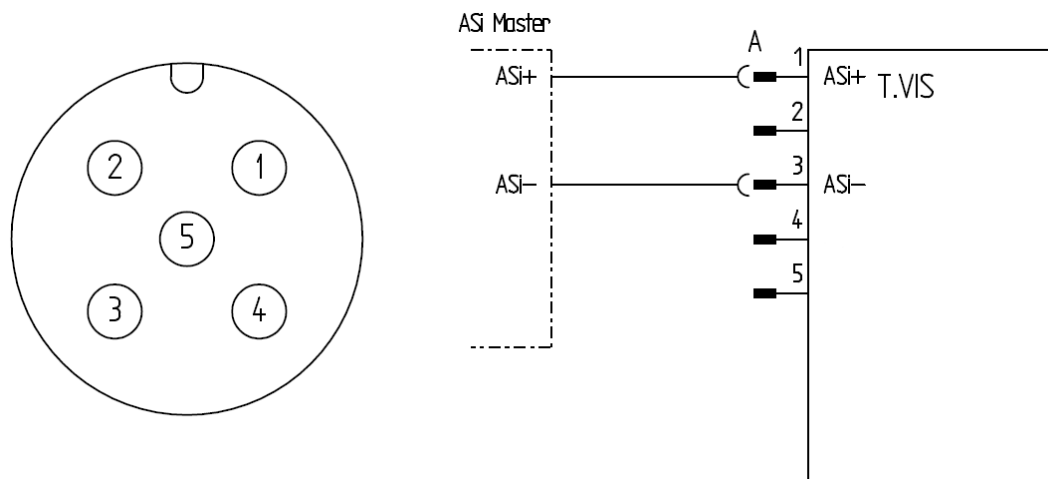 2 1
5
3 4
ASi Master
A
ASi+ 1 ASi+ T.VIS
2
ASi- 3 ASi-
4
5